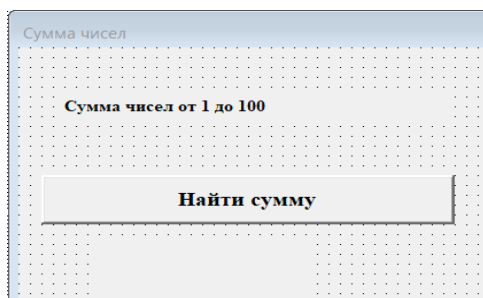 Сумма чисел
Сумма чисел от 1 до 100
Найти сумму